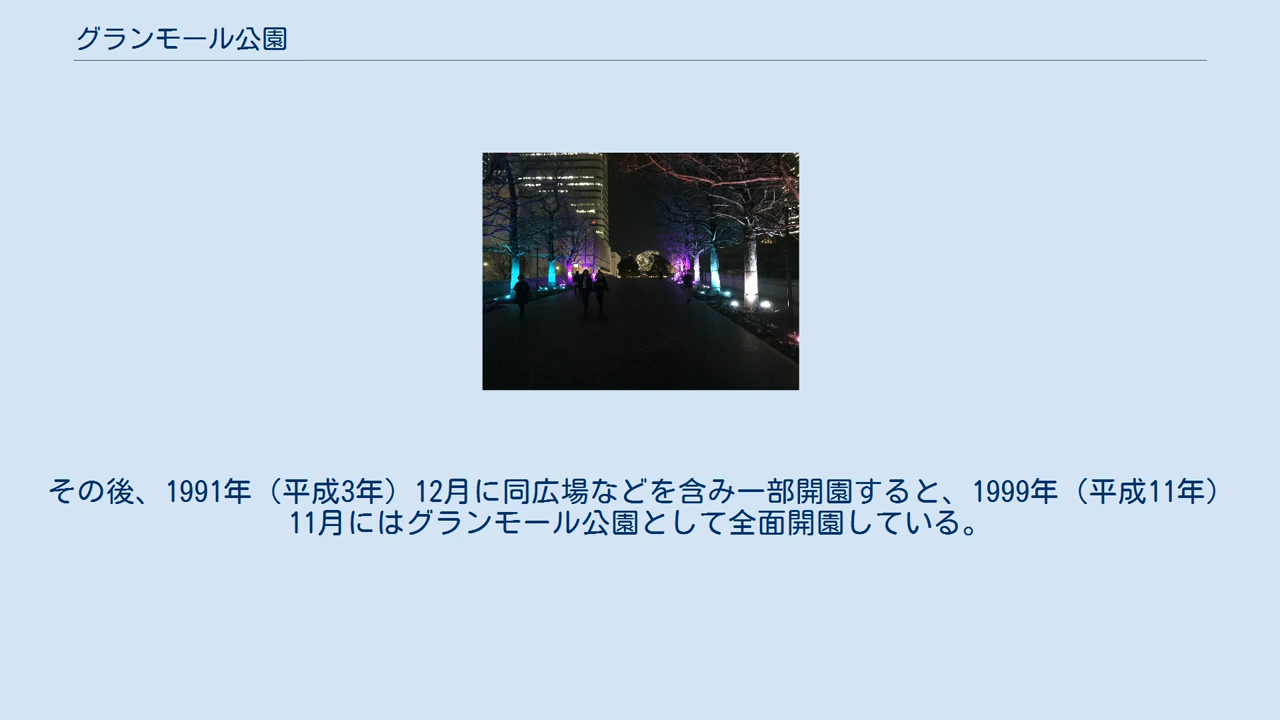 グランモール公園
その後、1991年（平成3年）12月に同広場などを含み一部開園すると、1999年（平成11年）
11月にはグランモール公園として全面開園している。